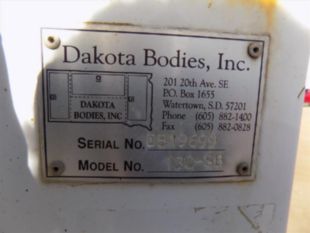 Dakota Bodies, Inc.
DAKOTA
BODIES, INC
201 20th Ave. SE
P.O. Box 1655
Watertown, S.D. 57201
Phone (605) 882-1400
Fax (605) 882-0828
SERIAL NO.
MODEL NO.